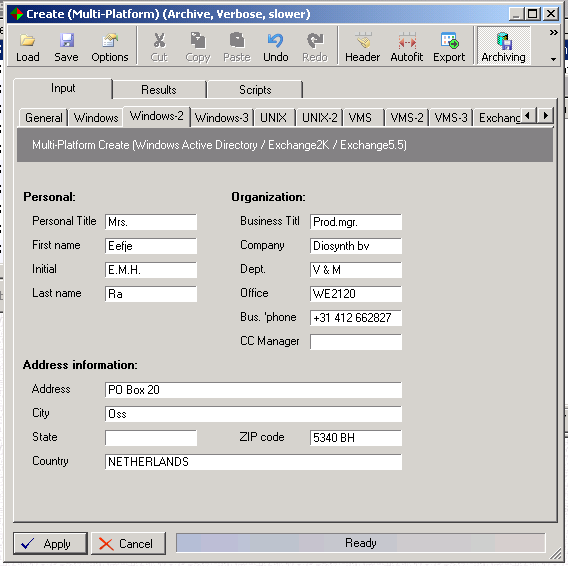 Create (Multi-Platform) (Archive, Verbose, slower)
Load Save Options Cut Copy Paste Undo Redo Header Autofit Export Archiving
Input Results Scripts
General Windows Windows-2 Windows-3 UNIX UNIX-2 VMS VMS-2 VMS-3 Exchang
Multi-Platform Create (Windows Active Directory / Exchange2K / Exchange5.5)
Personal: Organization:
Personal Title Mrs. Business Titl Prod.mgr.
First name Eefje Company Diosynth bv
Initial E.M.H. Dept. V & M
Last name Ra Office WE2120
Bus. 'phone +31 412 662827
CC Manager
Address information:
Address PO Box 20
City Oss
State ZIP code 5340 BH
Country NETHERLANDS
Apply Cancel Ready